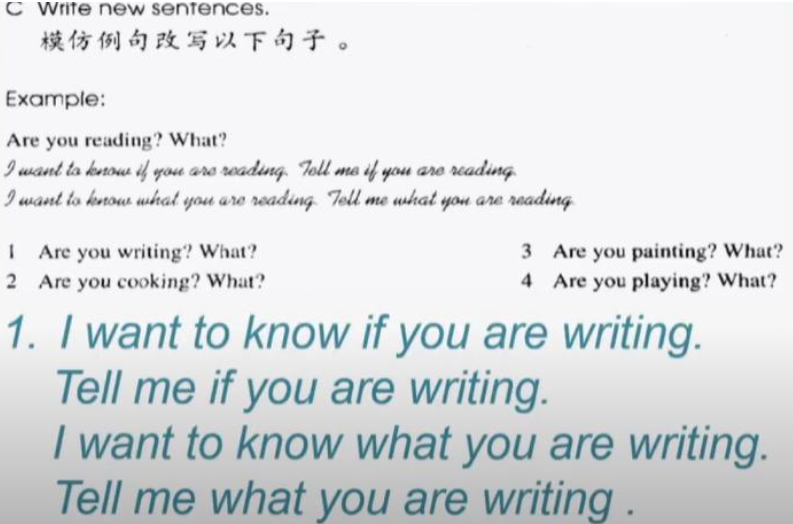 C Write new sentences.
模仿例句改写以下句子。
Example:
Are you reading? What?
I want to know if you are reading. Tell me if you are reading.
I want to know what you are reading. Tell me what you are reading.
1 Are you writing? What?
2 Are you cooking? What?
3 Are you painting? What?
4 Are you playing? What?
1. I want to know if you are writing.
Tell me if you are writing.
I want to know what you are writing.
Tell me what you are writing .